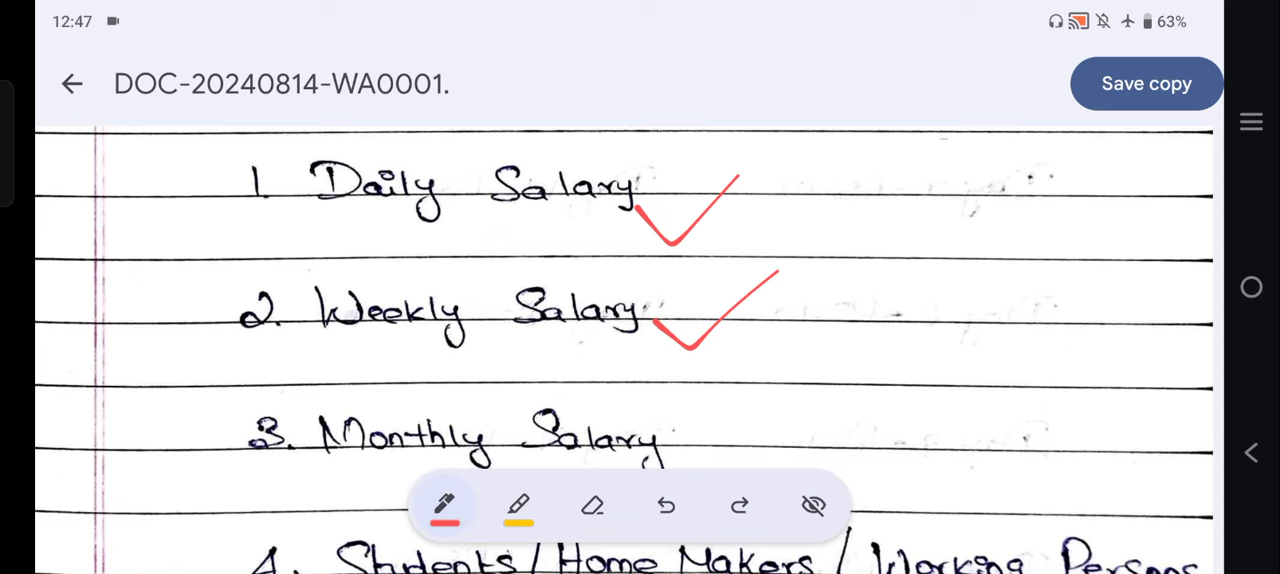 12:47 63%
DOC-20240814-WA0001. Save copy
1. Daily Salary
2. Weekly Salary
3. Monthly Salary
4. Students/Home Makers/Working Persons